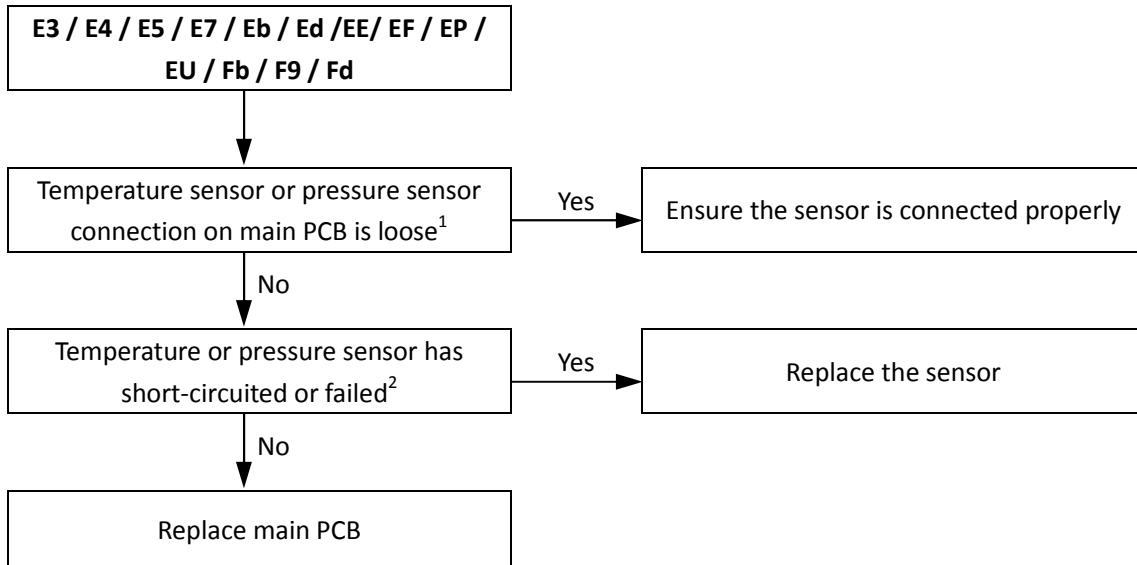 E3 / E4 / E5 / E7 / Eb / Ed /EE/ EF / EP /
EU / Fb / F9 / Fd
Temperature sensor or pressure sensor
connection on main PCB is loose1
Yes
Ensure the sensor is connected properly
No
Temperature or pressure sensor has
short-circuited or failed2
Yes
Replace the sensor
No
Replace main PCB